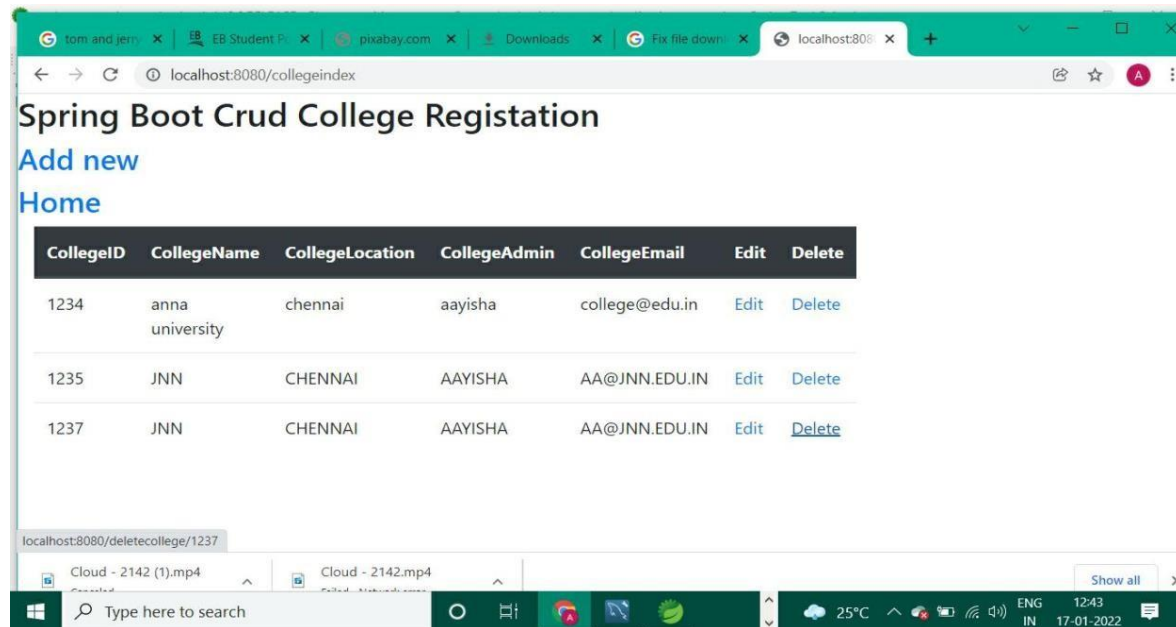 tom and jerry
EB Student Po
pixabay.com
Downloads
Fix file down
localhost:808
localhost:8080/collegeindex
A
Spring Boot Crud College Registation
Add new
Home
CollegeID CollegeName CollegeLocation CollegeAdmin CollegeEmail Edit Delete
1234 anna chennai aayisha college@edu.in Edit Delete
university
1235 JNN CHENNAI AAYISHA AA@JNN.EDU.IN Edit Delete
1237 JNN CHENNAI AAYISHA AA@JNN.EDU.IN Edit Delete
localhost:8080/deletecollege/1237
Cloud - 2142 (1).mp4 Cloud - 2142.mp4
Show all
Type here to search
25°C
ENG 12:43
IN 17-01-2022